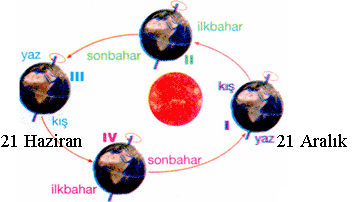 ilkbahar
sonbahar
II
yaz
III
kış
21 Haziran
kış
I
yaz
21 Aralık
IV
sonbahar
ilkbahar